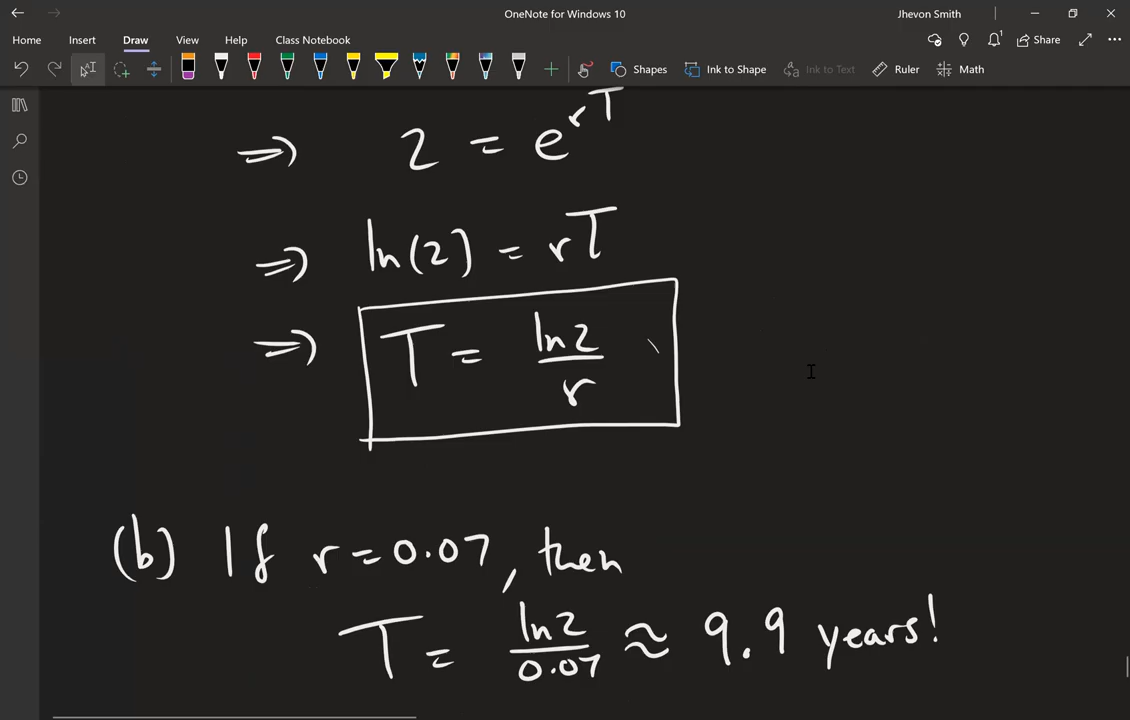 OneNote for Windows 10
Jhevon Smith
Home Insert Draw View Help Class Notebook
Share
Shapes Ink to Shape Ink to Text Ruler Math
⇒ 2 = e^{rT}
⇒ ln(2) = rT
⇒ T = ln2/r
(b) If r = 0.07, then
T = ln2/0.07 ≈ 9.9 years!